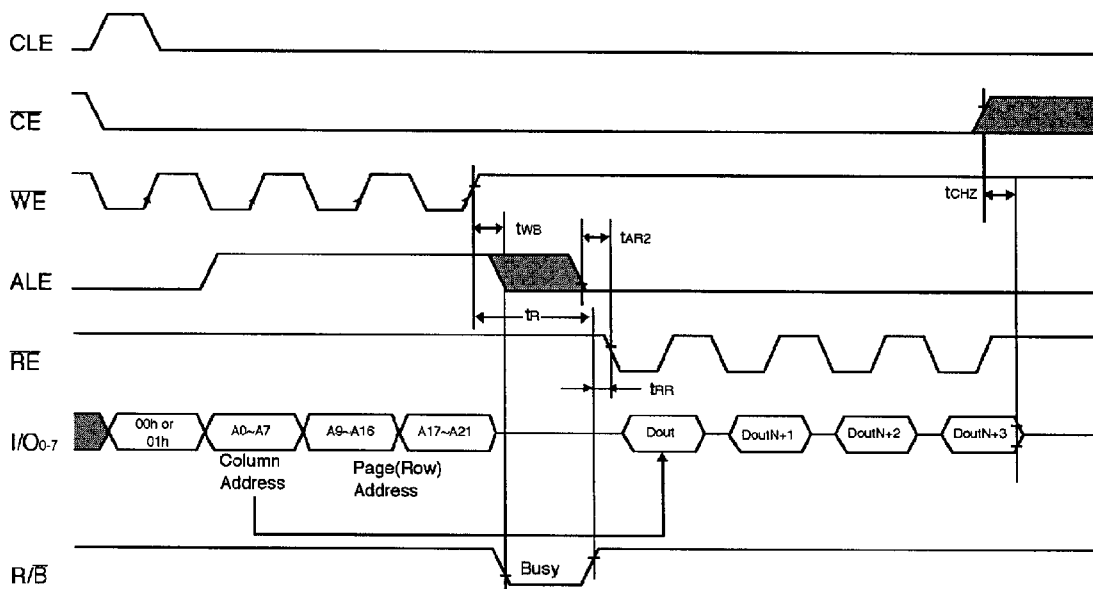 CLE
CE
WE
tCHZ
tWB
tAR2
ALE
tR
RE
tRR
I/O0-7
00h or
01h
A0~A7
A9~A16
A17~A21
Dout
DoutN+1
DoutN+2
DoutN+3
Column
Address
Page(Row)
Address
R/B
Busy